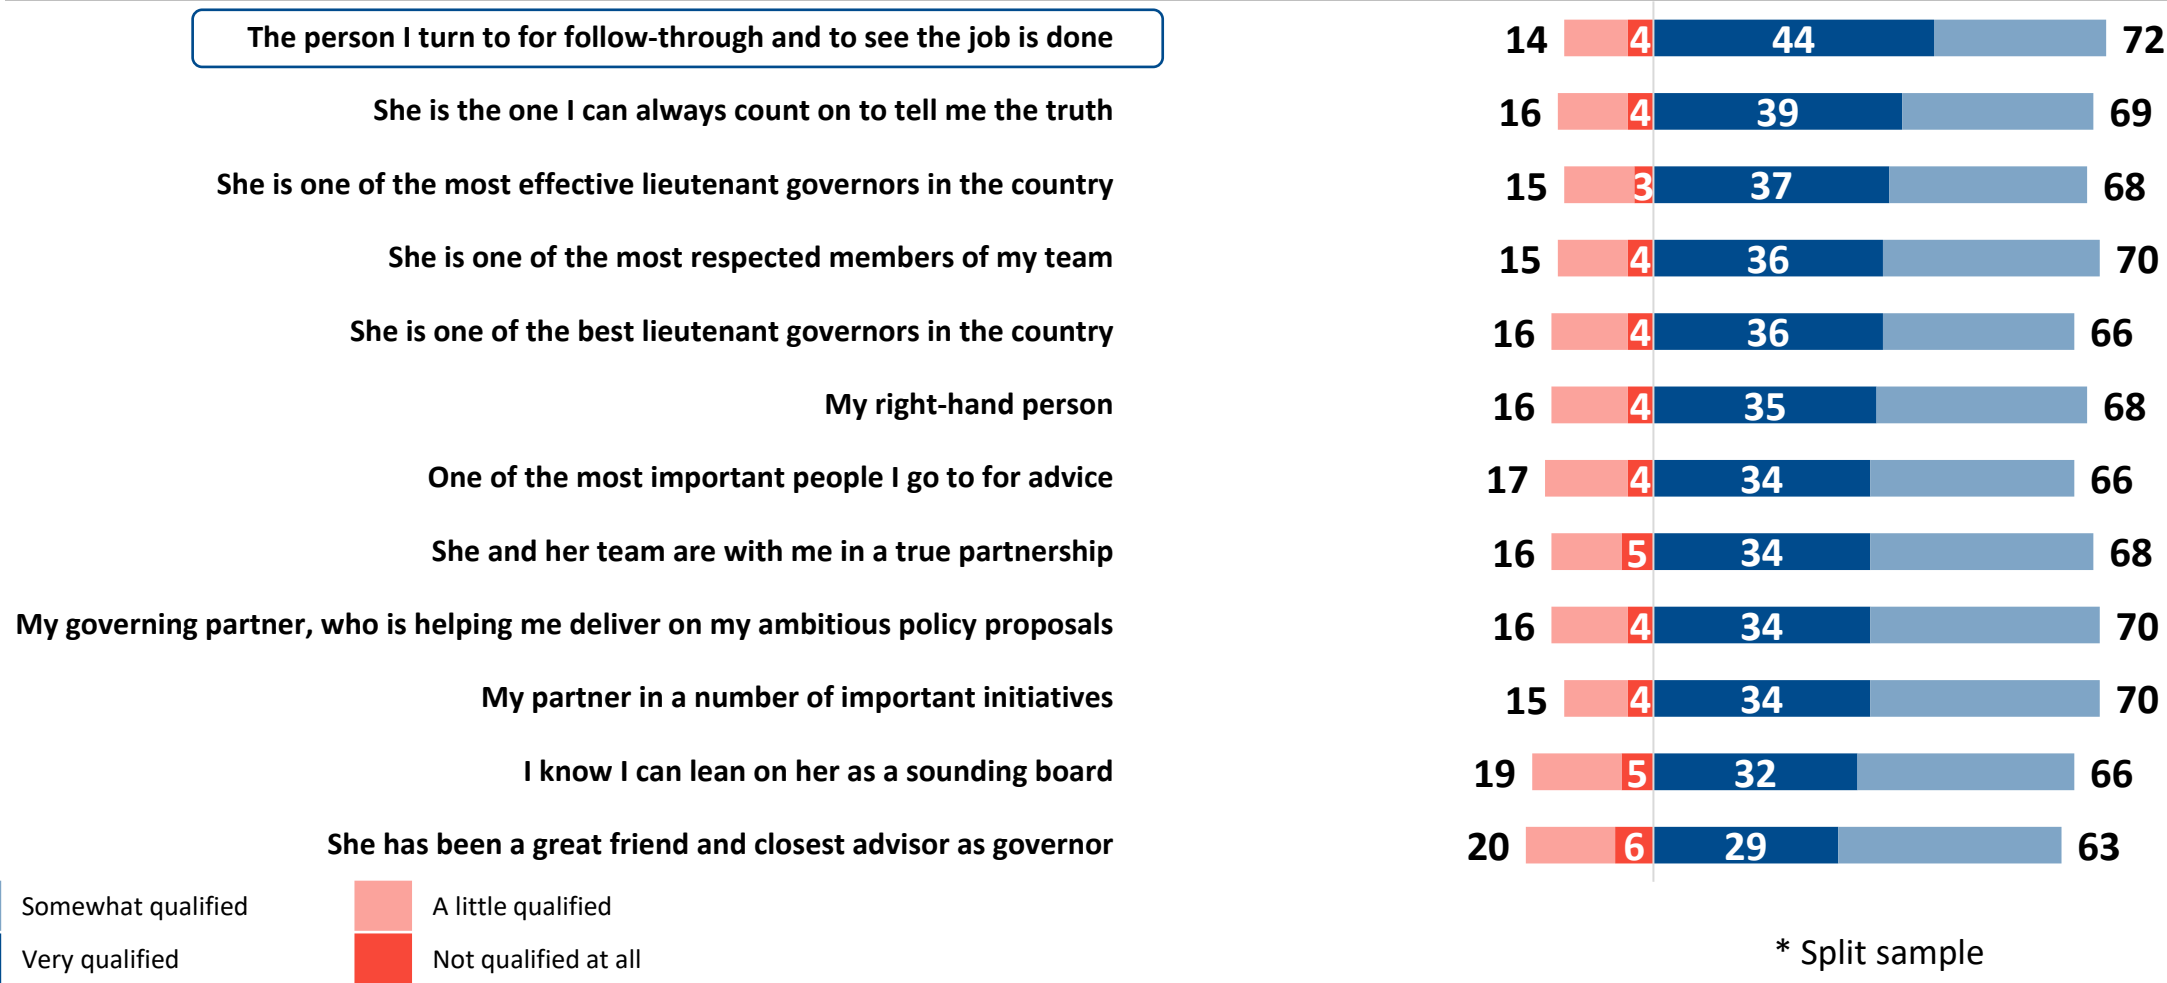 The person I turn to for follow-through and to see the job is done 14 4 44 72
She is the one I can always count on to tell me the truth 16 4 39 69
She is one of the most effective lieutenant governors in the country 15 3 37 68
She is one of the most respected members of my team 15 4 36 70
She is one of the best lieutenant governors in the country 16 4 36 66
My right-hand person 16 4 35 68
One of the most important people I go to for advice 17 4 34 66
She and her team are with me in a true partnership 16 5 34 68
My governing partner, who is helping me deliver on my ambitious policy proposals 16 4 34 70
My partner in a number of important initiatives 15 4 34 70
I know I can lean on her as a sounding board 19 5 32 66
She has been a great friend and closest advisor as governor 20 6 29 63
Somewhat qualified A little qualified
Very qualified Not qualified at all
* Split sample